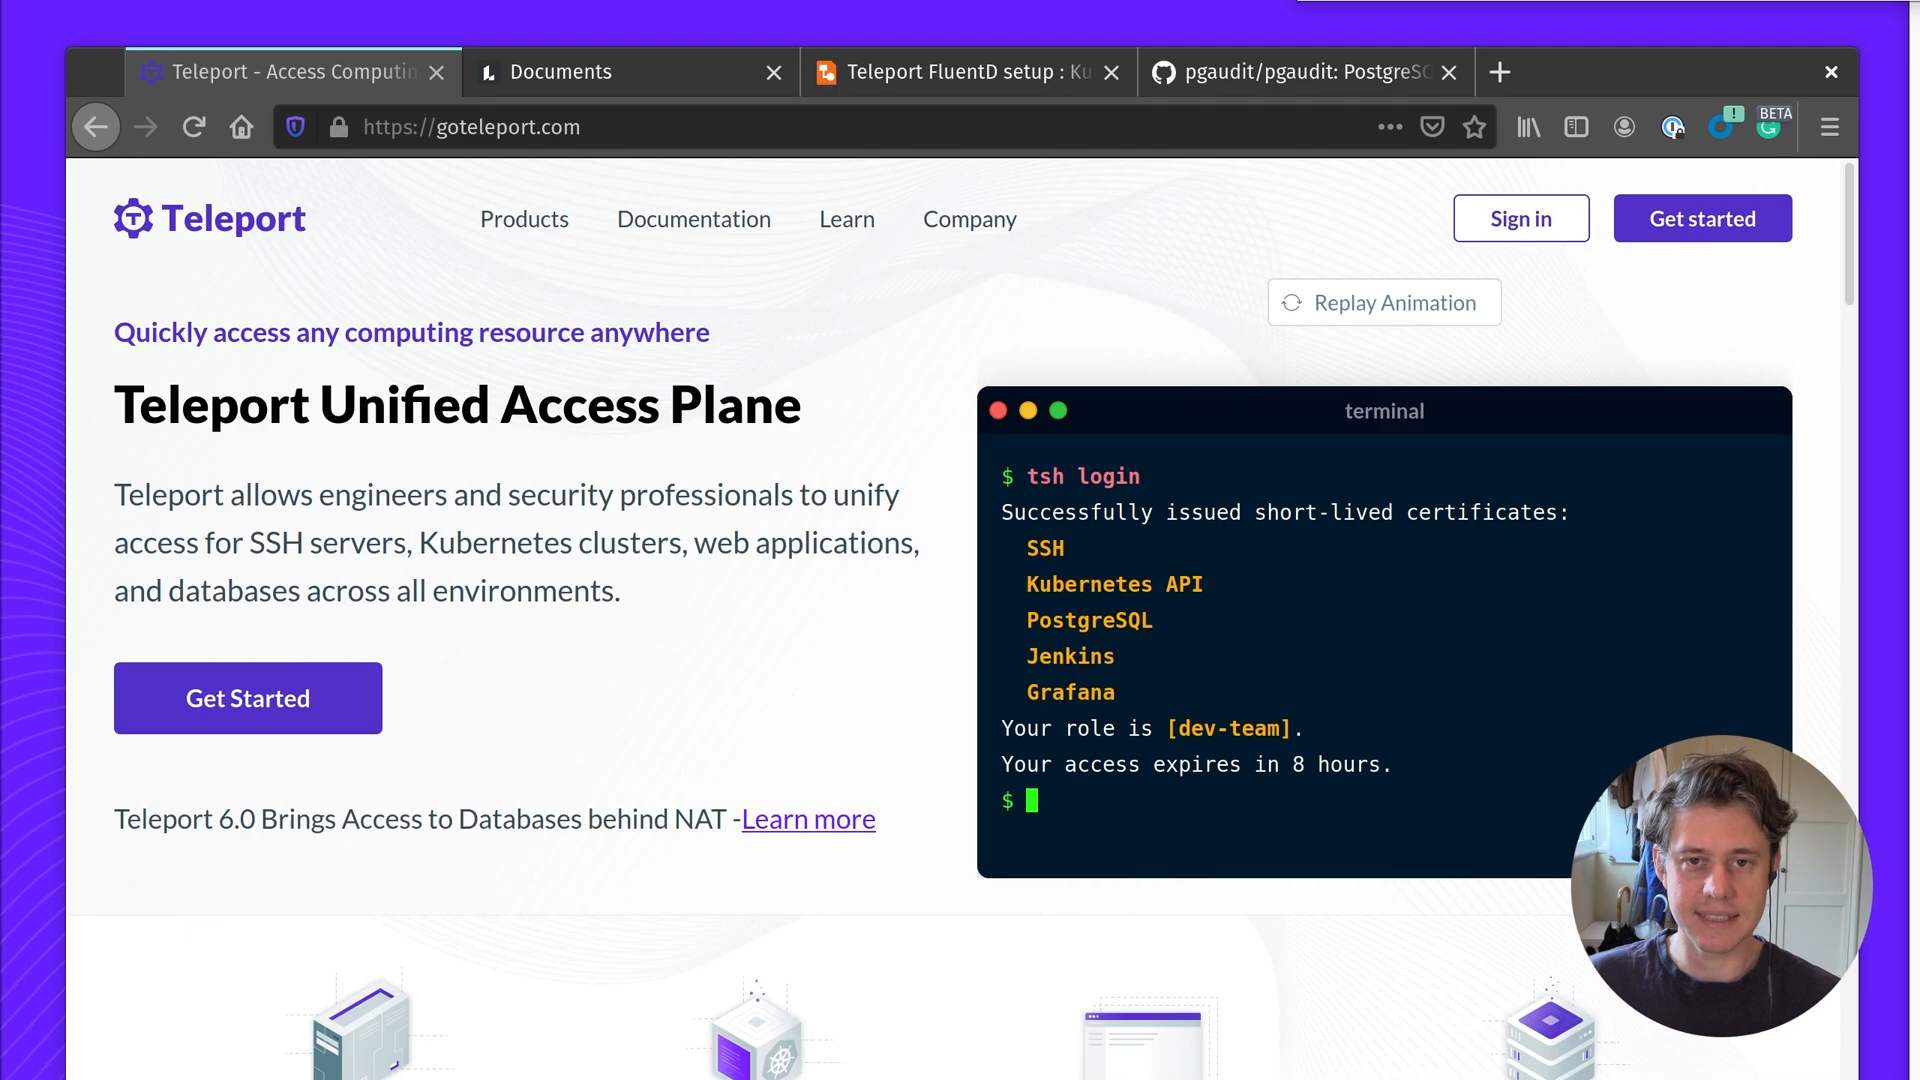 Teleport - Access Computin
Documents
Teleport FluentD setup : Ku
pgaudit/pgaudit: PostgreSQ
https://goteleport.com
BETA
Teleport
Products
Documentation
Learn
Company
Sign in
Get started
Replay Animation
Quickly access any computing resource anywhere
Teleport Unified Access Plane
Teleport allows engineers and security professionals to unify
access for SSH servers, Kubernetes clusters, web applications,
and databases across all environments.
Get Started
Teleport 6.0 Brings Access to Databases behind NAT -Learn more
terminal
$ tsh login
Successfully issued short-lived certificates:
SSH
Kubernetes API
PostgreSQL
Jenkins
Grafana
Your role is [dev-team].
Your access expires in 8 hours.
$